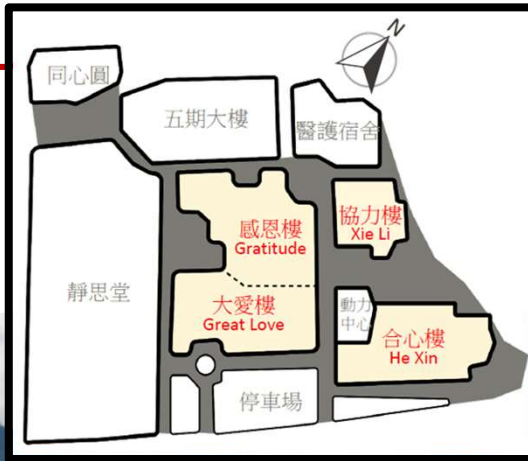 N
同心圓
五期大樓
醫護宿舍
感恩樓
Gratitude
協力樓
Xie Li
靜思堂
大愛樓
Great Love
動力
中心
合心樓
He Xin
停車場